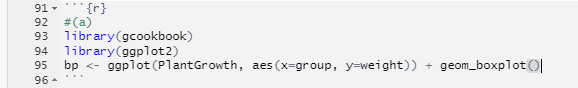 91 ```{r}
92 #(a)
93 library(gcookbook)
94 library(ggplot2)
95 bp <- ggplot(PlantGrowth, aes(x=group, y=weight)) + geom_boxplot()
96 ```